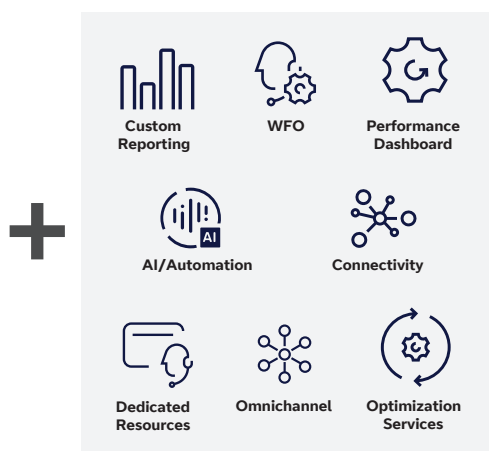 Custom
Reporting
WFO
Performance
Dashboard
AI
AI/Automation
Connectivity
Dedicated
Resources
Omnichannel
Optimization
Services